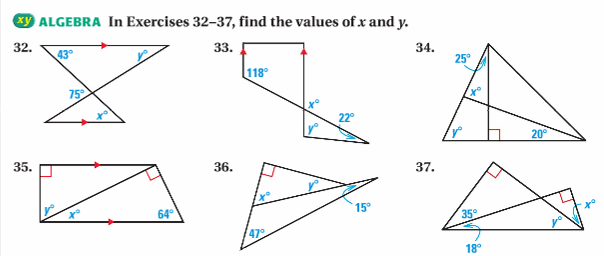 xy ALGEBRA In Exercises 32–37, find the values of x and y.
32. 33. 34.
43° y° 75° x°
118° x° 22° y°
25° x° y° 20°
35. 36. 37.
y° x° 64°
x° y° 15° 47°
35° x° y° 18°